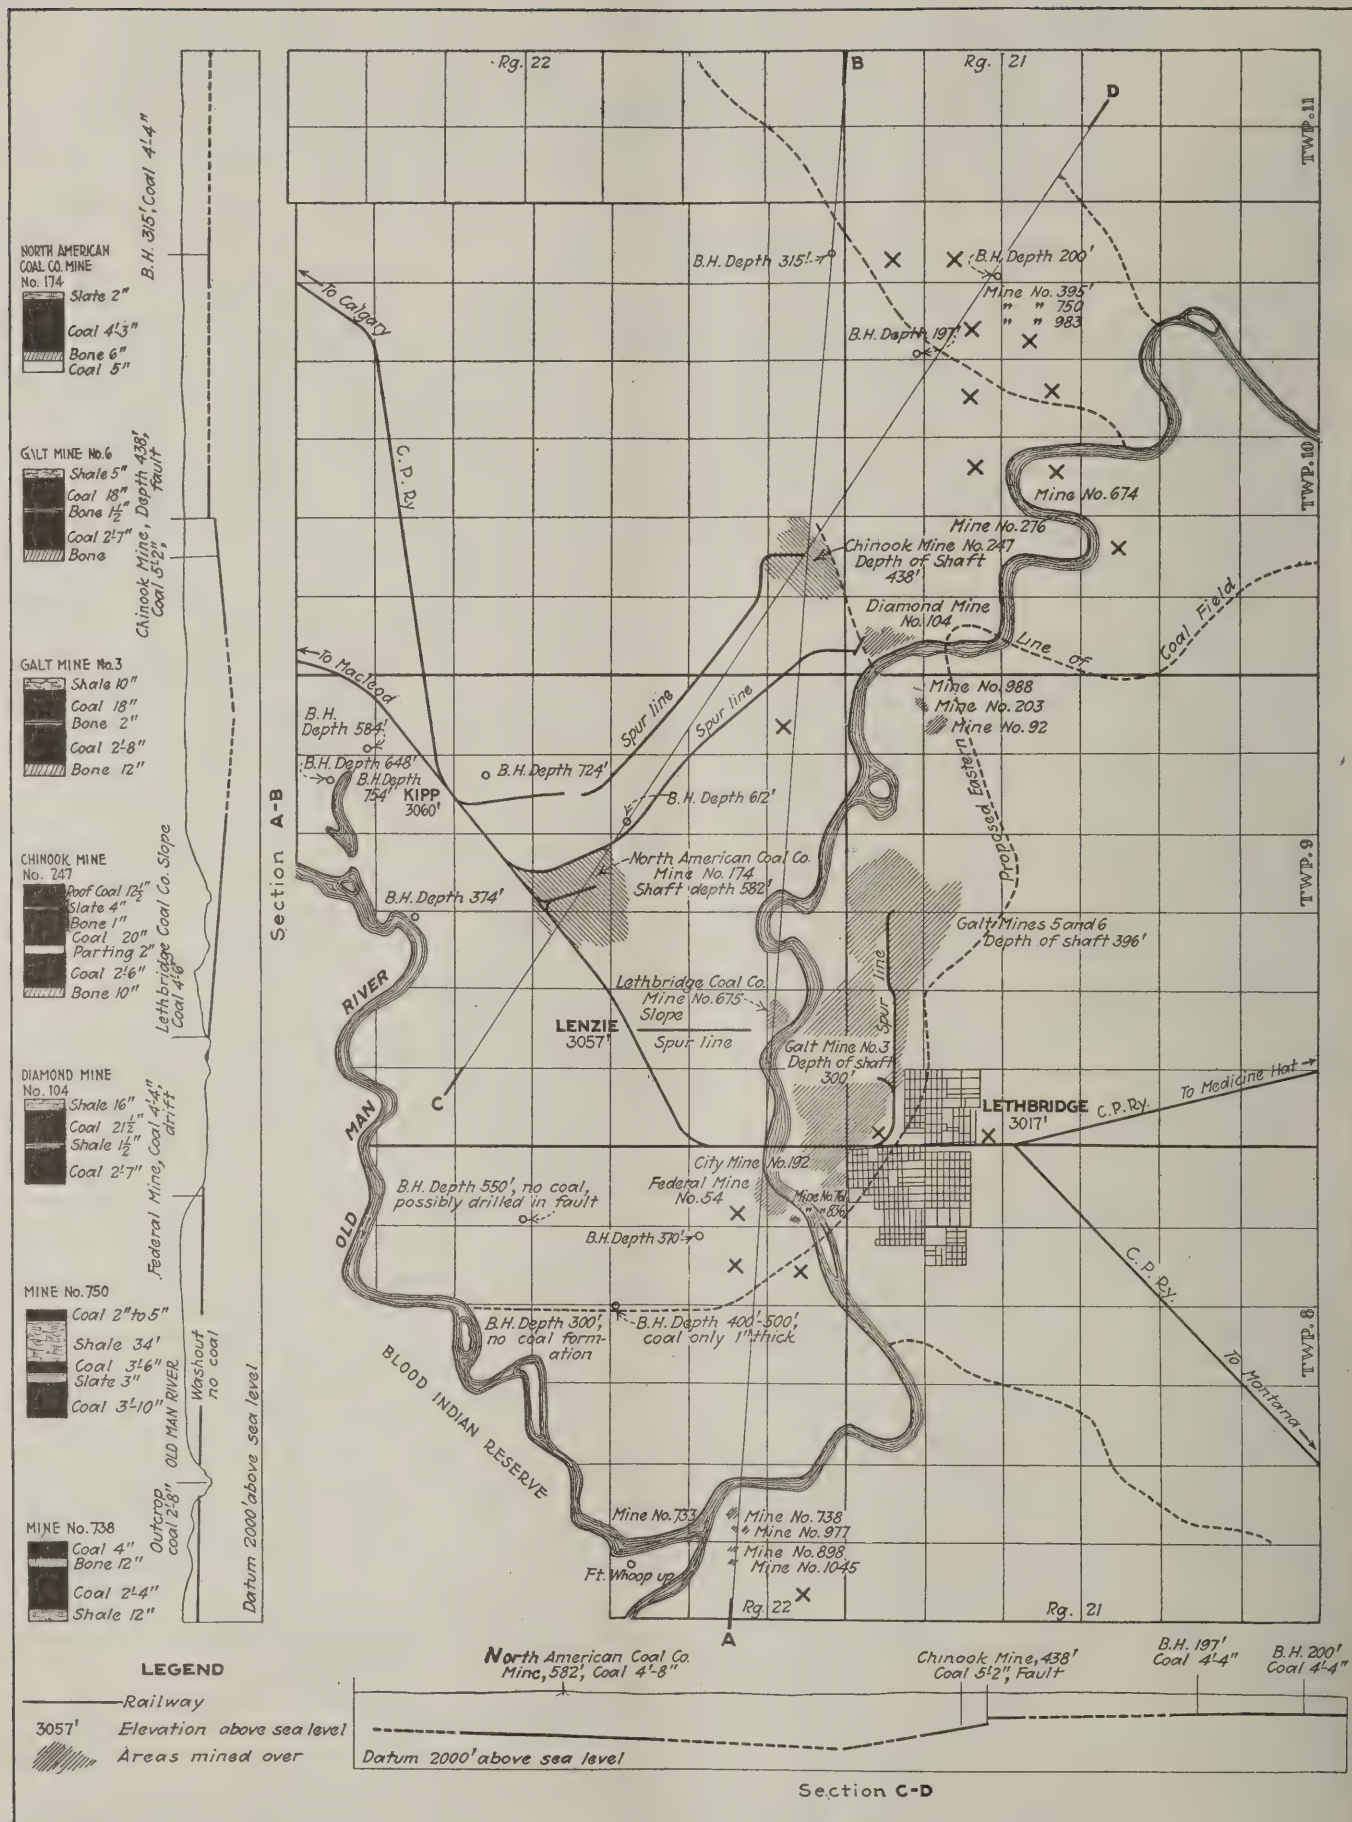 Rg. 22
B
Rg. 21
D
TWP. 11
B.H. 315', Coal 4'-4"
NORTH AMERICAN
COAL CO. MINE
No. 174
Slate 2"
Coal 4'-3"
Bone 6"
Coal 5"
To Calgary
B.H. Depth 315'
B.H. Depth 200'
Mine No. 395
" " 750
" " 983
B.H. Depth 197'
C.P. Ry
GALT MINE No. 6
Shale 5"
Coal 18"
Bone 1½"
Coal 2'-7"
Bone
Chinook Mine, Depth 438',
Coal 5'-2", Fault
TWP. 10
Mine No. 674
Mine No. 276
Chinook Mine No. 247
Depth of Shaft
438'
Diamond Mine
No. 104
Line of
Coal Field
GALT MINE No. 3
Shale 10"
Coal 18"
Bone 2"
Coal 2'-8"
Bone 12"
To Macleod
B.H.
Depth 584'
B.H. Depth 648'
B.H. Depth
754'
KIPP
3060'
B.H. Depth 724'
Spur line
Spur line
B.H. Depth 612'
Mine No. 988
Mine No. 203
Mine No. 92
Proposed Eastern
Section A-B
CHINOOK MINE
No. 247
Roof Coal 12½"
Slate 4"
Bone 1"
Coal 20"
Parting 2"
Coal 2'-6"
Bone 10"
Lethbridge Coal Co. Slope
Coal 4'-6"
B.H. Depth 374'
North American Coal Co.
Mine No. 174
Shaft depth 582'
TWP. 9
Galt Mines 5 and 6
Depth of shaft 396'
Spur line
Lethbridge Coal Co.
Mine No. 675
Slope
LENZIE
3057'
Spur line
Galt Mine No. 3
Depth of shaft
300'
OLD MAN RIVER
C
LETHBRIDGE
3017'
C.P. Ry.
To Medicine Hat
DIAMOND MINE
No. 104
Shale 16"
Coal 21½"
Shale 1½"
Coal 2'-7"
Federal Mine, Coal 4'-4",
drift
City Mine No. 192
Federal Mine
No. 54
Mine No. 761
" " 836
B.H. Depth 550', no coal,
possibly drilled in fault
B.H. Depth 370'
C.P. Ry.
To Montana
TWP. 8
MINE No. 750
Coal 2" to 5"
Shale 34'
Coal 3'-6"
Slate 3"
Coal 3'-10"
OLD MAN RIVER
Washout
no coal
Datum 2000' above sea level
B.H. Depth 300',
no coal form-
ation
B.H. Depth 400'-500',
coal only 1" thick
BLOOD INDIAN RESERVE
MINE No. 738
Coal 4"
Bone 12"
Coal 2'-4"
Shale 12"
Outcrop
coal 2'-8"
Mine No. 733
Mine No. 738
" Mine No. 977
Mine No. 898
Mine No. 1045
Ft. Whoop up
Rg. 22
Rg. 21
A
LEGEND
Railway
3057' Elevation above sea level
Areas mined over
North American Coal Co.
Mine, 582', Coal 4'-8"
Chinook Mine, 438'
Coal 5'-2", Fault
B.H. 197'
Coal 4'-4"
B.H. 200'
Coal 4'-4"
Datum 2000' above sea level
Section C-D